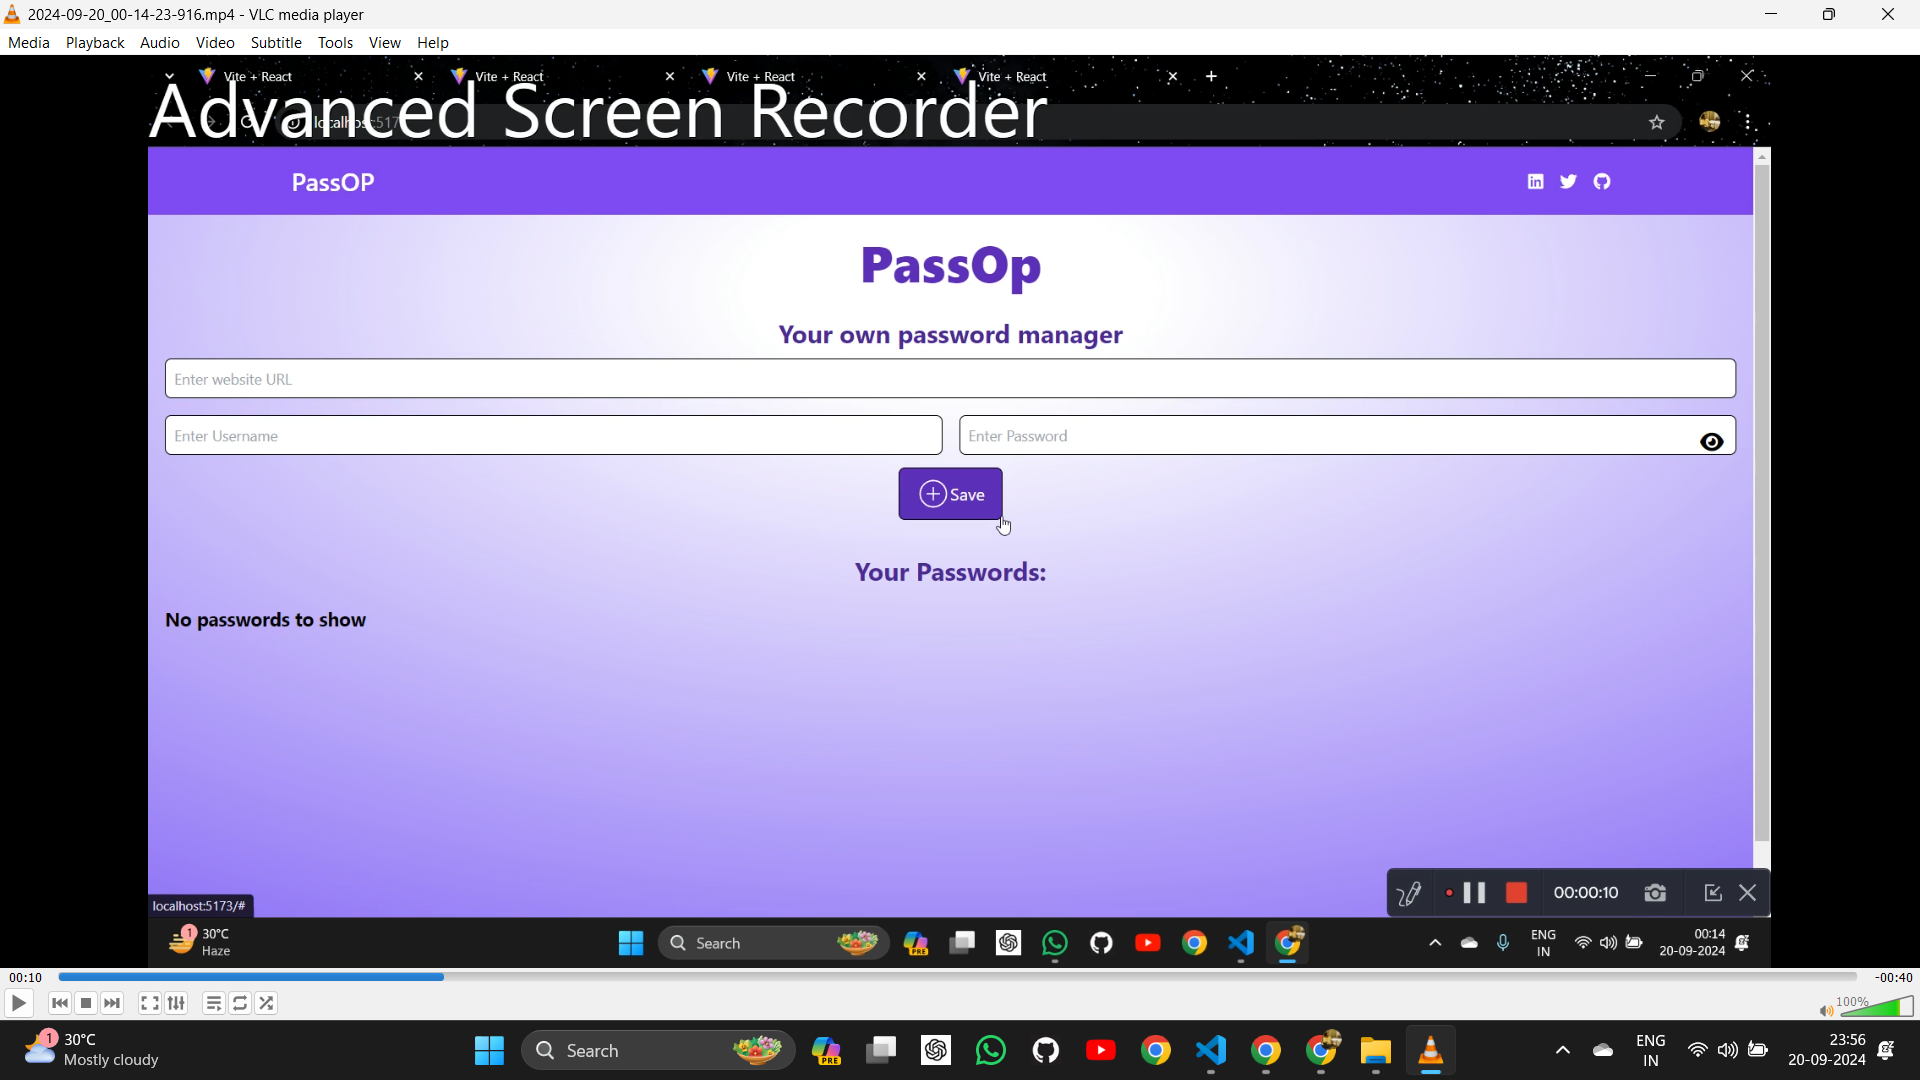 2024-09-20_00-14-23-916.mp4 - VLC media player
Media Playback Audio Video Subtitle Tools View Help
Vite + React Vite + React Vite + React Vite + React
Advanced Screen Recorder
PassOP
PassOp
Your own password manager
Enter website URL
Enter Username
Enter Password
Save
Your Passwords:
No passwords to show
00:00:10
localhost:5173/#
1 30°C
Haze
Search
PRE
ENG
IN
00:14
20-09-2024
00:10
-00:40
100%
1 30°C
Mostly cloudy
Search
PRE
ENG
IN
23:56
20-09-2024